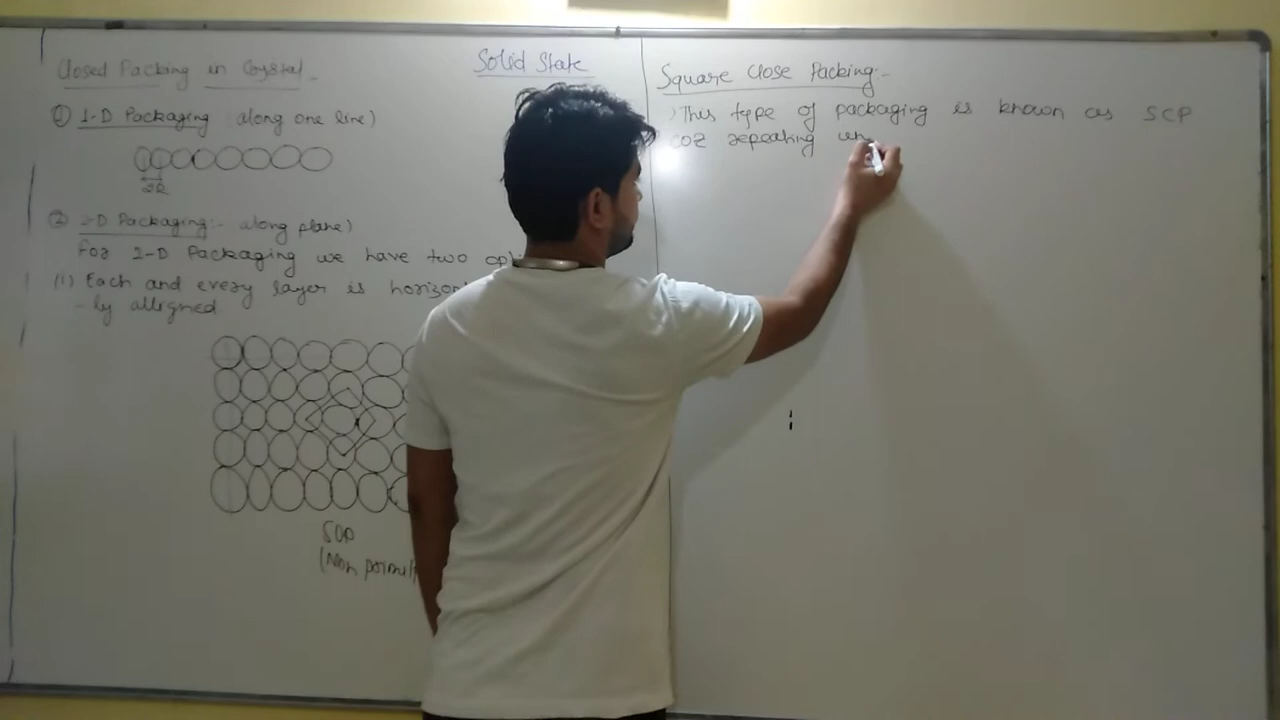 Solid State
Closed Packing in Crystal
① 1-D Packaging along one line)
2R
② 2-D Packaging:- along plane)
For 2-D Packaging we have two
(i) Each and every layer is
- ly alligned
SCP
(Non
Square Close Packing:-
This type of packaging is known as SCP
coz repeating un